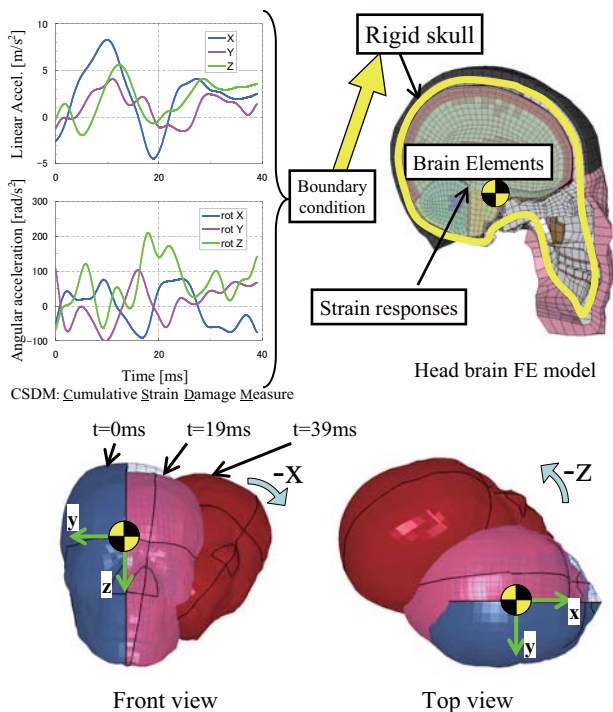 Linear Accel. [m/s²]
10
5
0
−5
0
20
40
X
Y
Z
Angular acceleration [rad/s²]
300
200
100
0
−100
0
20
40
rot X
rot Y
rot Z
Time [ms]
CSDM: Cumulative Strain Damage Measure
Boundary
condition
Rigid skull
Brain Elements
Strain responses
Head brain FE model
t=0ms
t=19ms
t=39ms
-X
y
z
Front view
-Z
x
y
Top view